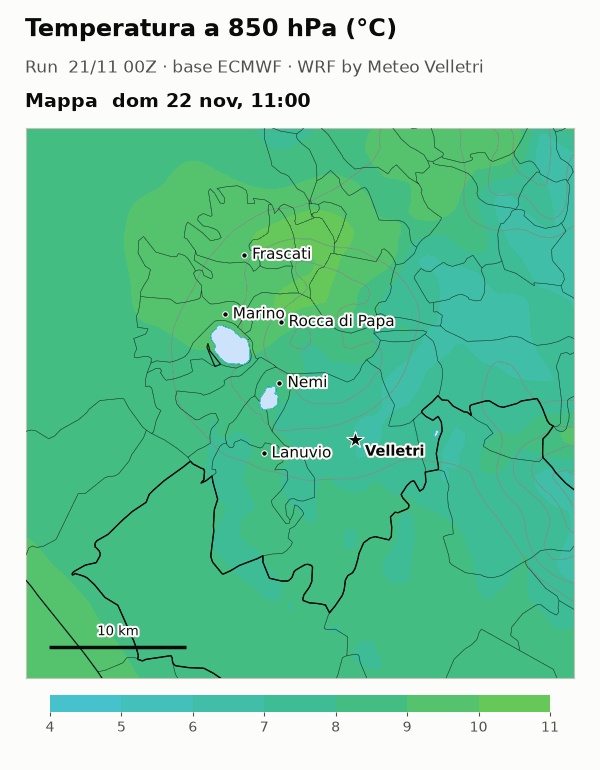 Temperatura a 850 hPa (°C)
Run  21/11 00Z · base ECMWF · WRF by Meteo Velletri
Mappa  dom 22 nov, 11:00
Frascati
Marino
Rocca di Papa
Nemi
Velletri
Lanuvio
10 km
4 5 6 7 8 9 10 11